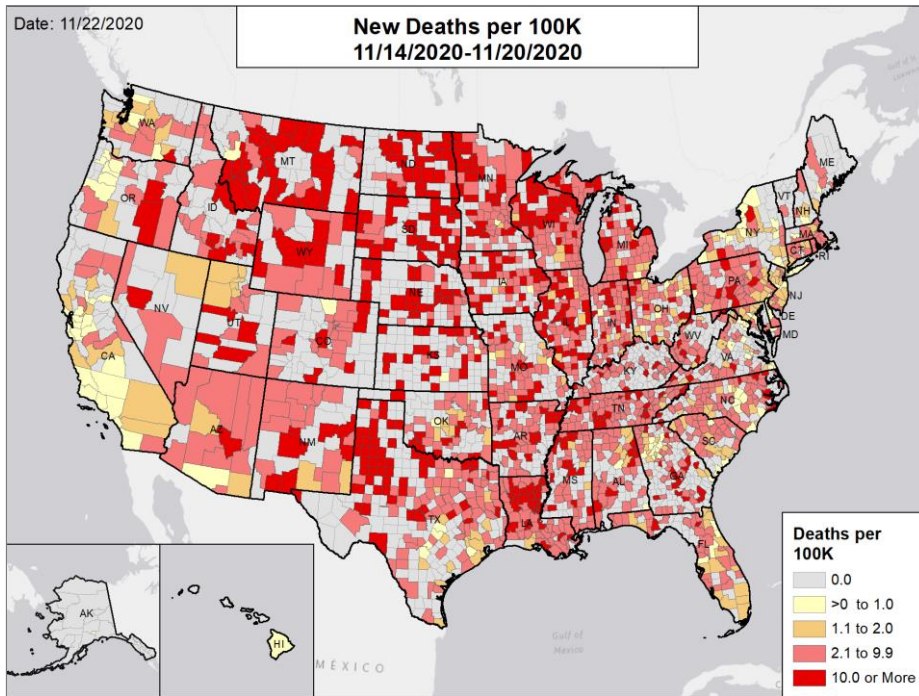 Date: 11/22/2020
New Deaths per 100K
11/14/2020-11/20/2020
WA
MT
ND
MN
ME
OR
ID
SD
WI
VT
NH
NY
MA
WY
MI
CT
RI
IA
PA
NE
NJ
NV
OH
IN
DE
UT
IL
MD
CO
WV
CA
KS
MO
VA
KY
NC
TN
OK
AZ
NM
AR
SC
MS
AL
GA
TX
LA
FL
AK
HI
MÉXICO
Gulf of
Mexico
Deaths per
100K
0.0
>0 to 1.0
1.1 to 2.0
2.1 to 9.9
10.0 or More